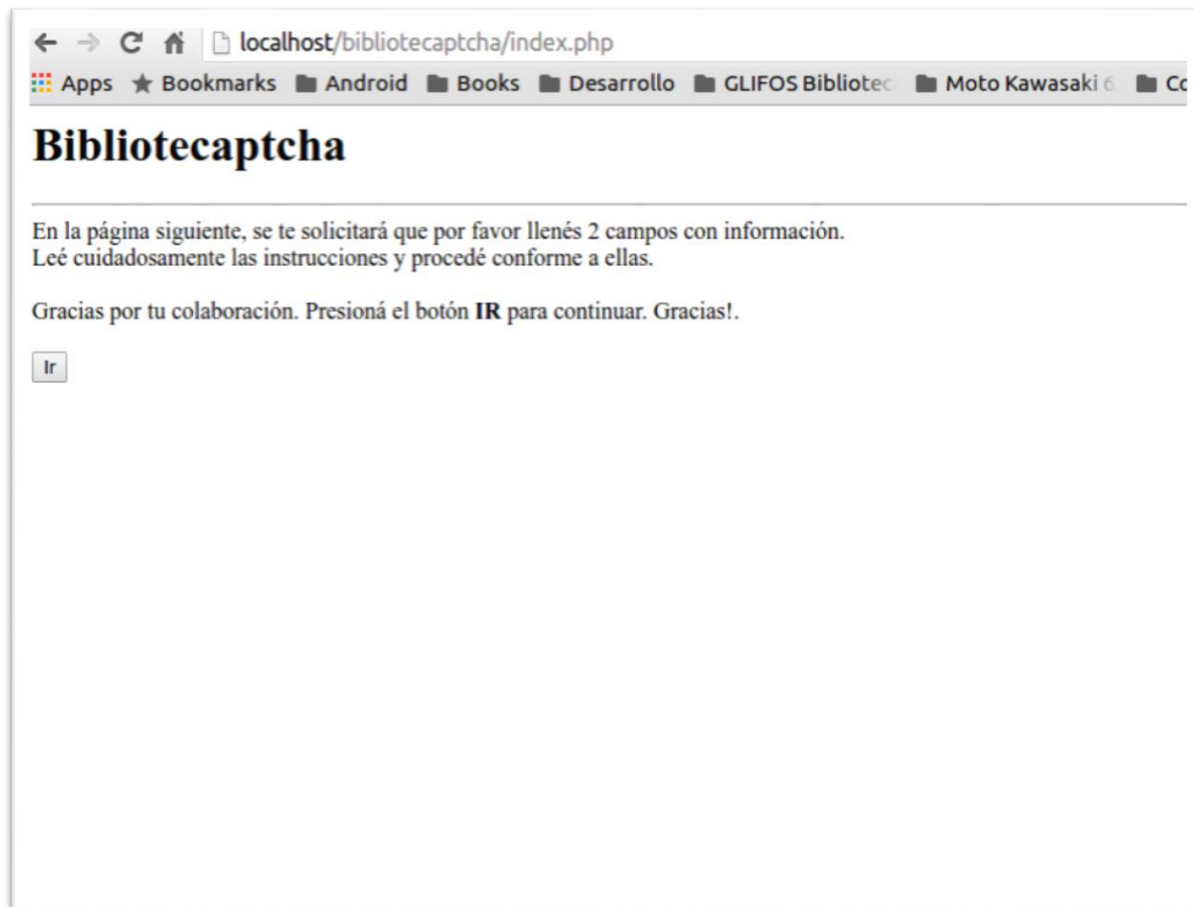 localhost/bibliotecaptcha/index.php
Apps Bookmarks Android Books Desarrollo GLIFOS Bibliotec Moto Kawasaki 6
Bibliotecaptcha
En la página siguiente, se te solicitará que por favor llenés 2 campos con información.
Leé cuidadosamente las instrucciones y procedé conforme a ellas.
Gracias por tu colaboración. Presioná el botón IR para continuar. Gracias!.
Ir